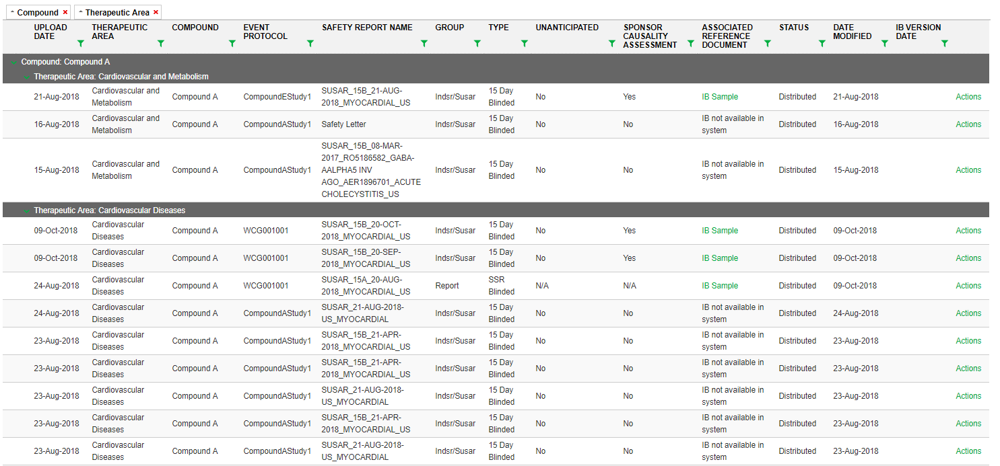 Compound × Therapeutic Area ×
UPLOAD DATE THERAPEUTIC AREA COMPOUND EVENT PROTOCOL SAFETY REPORT NAME GROUP TYPE UNANTICIPATED SPONSOR CAUSALITY ASSESSMENT ASSOCIATED REFERENCE DOCUMENT STATUS DATE MODIFIED IB VERSION DATE
Compound: Compound A
Therapeutic Area: Cardiovascular and Metabolism
21-Aug-2018 Cardiovascular and Metabolism Compound A CompoundEStudy1 SUSAR_15B_21-AUG-2018_MYOCARDIAL_US Indsr/Susar 15 Day Blinded No Yes IB Sample Distributed 21-Aug-2018 Actions
16-Aug-2018 Cardiovascular and Metabolism Compound A CompoundAStudy1 Safety Letter Indsr/Susar 15 Day Blinded No No IB not available in system Distributed 16-Aug-2018 Actions
15-Aug-2018 Cardiovascular and Metabolism Compound A CompoundAStudy1 SUSAR_15B_08-MAR-2017_RO5186582_GABA-AALPHA5 INV AGO_AER1896701_ACUTE CHOLECYSTITIS_US Indsr/Susar 15 Day Blinded No No IB not available in system Distributed 15-Aug-2018 Actions
Therapeutic Area: Cardiovascular Diseases
09-Oct-2018 Cardiovascular Diseases Compound A WCG001001 SUSAR_15B_20-OCT-2018_MYOCARDIAL_US Indsr/Susar 15 Day Blinded No Yes IB Sample Distributed 09-Oct-2018 Actions
09-Oct-2018 Cardiovascular Diseases Compound A WCG001001 SUSAR_15B_20-SEP-2018_MYOCARDIAL_US Indsr/Susar 15 Day Blinded No Yes IB Sample Distributed 09-Oct-2018 Actions
24-Aug-2018 Cardiovascular Diseases Compound A WCG001001 SUSAR_15A_20-AUG-2018_MYOCARDIAL_US Report SSR Blinded N/A N/A IB Sample Distributed 09-Oct-2018 Actions
24-Aug-2018 Cardiovascular Diseases Compound A CompoundAStudy1 SUSAR_21-AUG-2018-US_MYOCARDIAL Indsr/Susar 15 Day Blinded No No IB not available in system Distributed 24-Aug-2018 Actions
23-Aug-2018 Cardiovascular Diseases Compound A CompoundAStudy1 SUSAR_15B_21-APR-2018_MYOCARDIAL_US Indsr/Susar 15 Day Blinded No No IB not available in system Distributed 23-Aug-2018 Actions
23-Aug-2018 Cardiovascular Diseases Compound A CompoundAStudy1 SUSAR_15B_21-APR-2018_MYOCARDIAL_US Indsr/Susar 15 Day Blinded No No IB not available in system Distributed 23-Aug-2018 Actions
23-Aug-2018 Cardiovascular Diseases Compound A CompoundAStudy1 SUSAR_21-AUG-2018-US_MYOCARDIAL Indsr/Susar 15 Day Blinded No No IB not available in system Distributed 23-Aug-2018 Actions
23-Aug-2018 Cardiovascular Diseases Compound A CompoundAStudy1 SUSAR_15B_21-APR-2018_MYOCARDIAL_US Indsr/Susar 15 Day Blinded No No IB not available in system Distributed 23-Aug-2018 Actions
23-Aug-2018 Cardiovascular Diseases Compound A CompoundAStudy1 SUSAR_21-AUG-2018-US_MYOCARDIAL Indsr/Susar 15 Day Blinded No No IB not available in system Distributed 23-Aug-2018 Actions